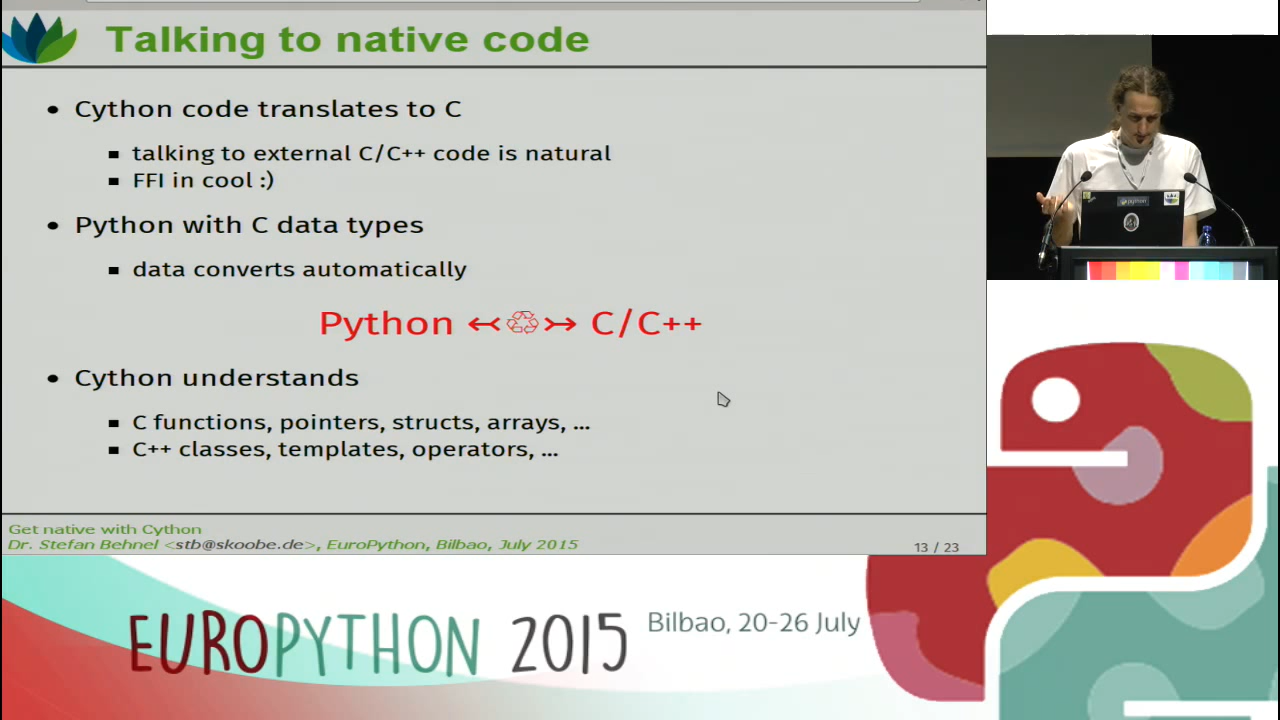 Talking to native code
• Cython code translates to C
▪ talking to external C/C++ code is natural
▪ FFI in cool :)
• Python with C data types
▪ data converts automatically
Python ↢♲↣ C/C++
• Cython understands
▪ C functions, pointers, structs, arrays, ...
▪ C++ classes, templates, operators, ...
Get native with Cython
Dr. Stefan Behnel <stb@skoobe.de>, EuroPython, Bilbao, July 2015
13 / 23
python
EUROPYTHON 2015
Bilbao, 20-26 July